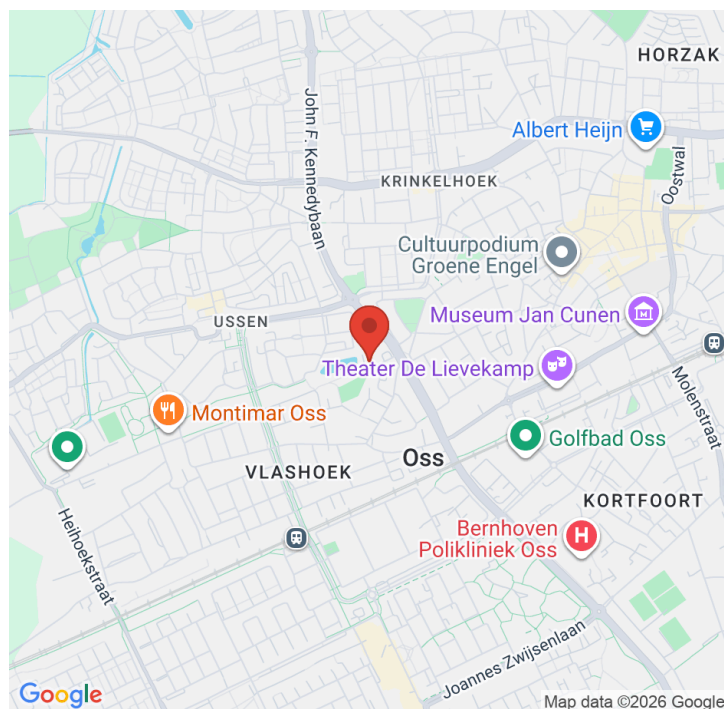 HORZAK
Albert Heijn
John F. Kennedybaan
KRINKELHOEK
Oostwal
Cultuurpodium
Groene Engel
USSEN
Museum Jan Cunen
Theater De Lievekamp
Montimar Oss
Molenstraat
Golfbad Oss
Oss
VLASHOEK
KORTFOORT
Heihoekstraat
Bernhoven
Polikliniek Oss
H
Joannes Zwijsenlaan
Google
Map data ©2026 Google